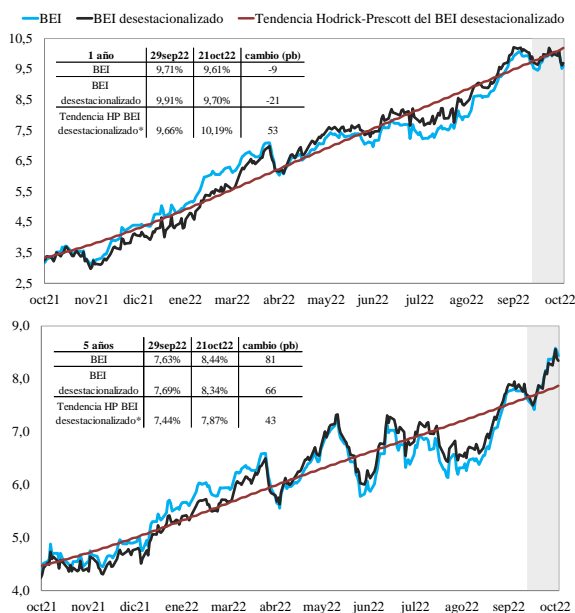 BEI BEI desestacionalizado Tendencia Hodrick-Prescott del BEI desestacionalizado
10,5
9,5
8,5
7,5
6,5
5,5
4,5
3,5
2,5
1 año 29sep22 21oct22 cambio (pb)
BEI 9,71% 9,61% -9
BEI
desestacionalizado 9,91% 9,70% -21
Tendencia HP BEI
desestacionalizado* 9,66% 10,19% 53
oct21 nov21 dic21 ene22 mar22 abr22 may22 jun22 jul22 ago22 sep22 oct22
9,0
8,0
7,0
6,0
5,0
4,0
5 años 29sep22 21oct22 cambio (pb)
BEI 7,63% 8,44% 81
BEI
desestacionalizado 7,69% 8,34% 66
Tendencia HP BEI
desestacionalizado* 7,44% 7,87% 43
oct21 nov21 dic21 ene22 mar22 abr22 may22 jun22 jul22 ago22 sep22 oct22